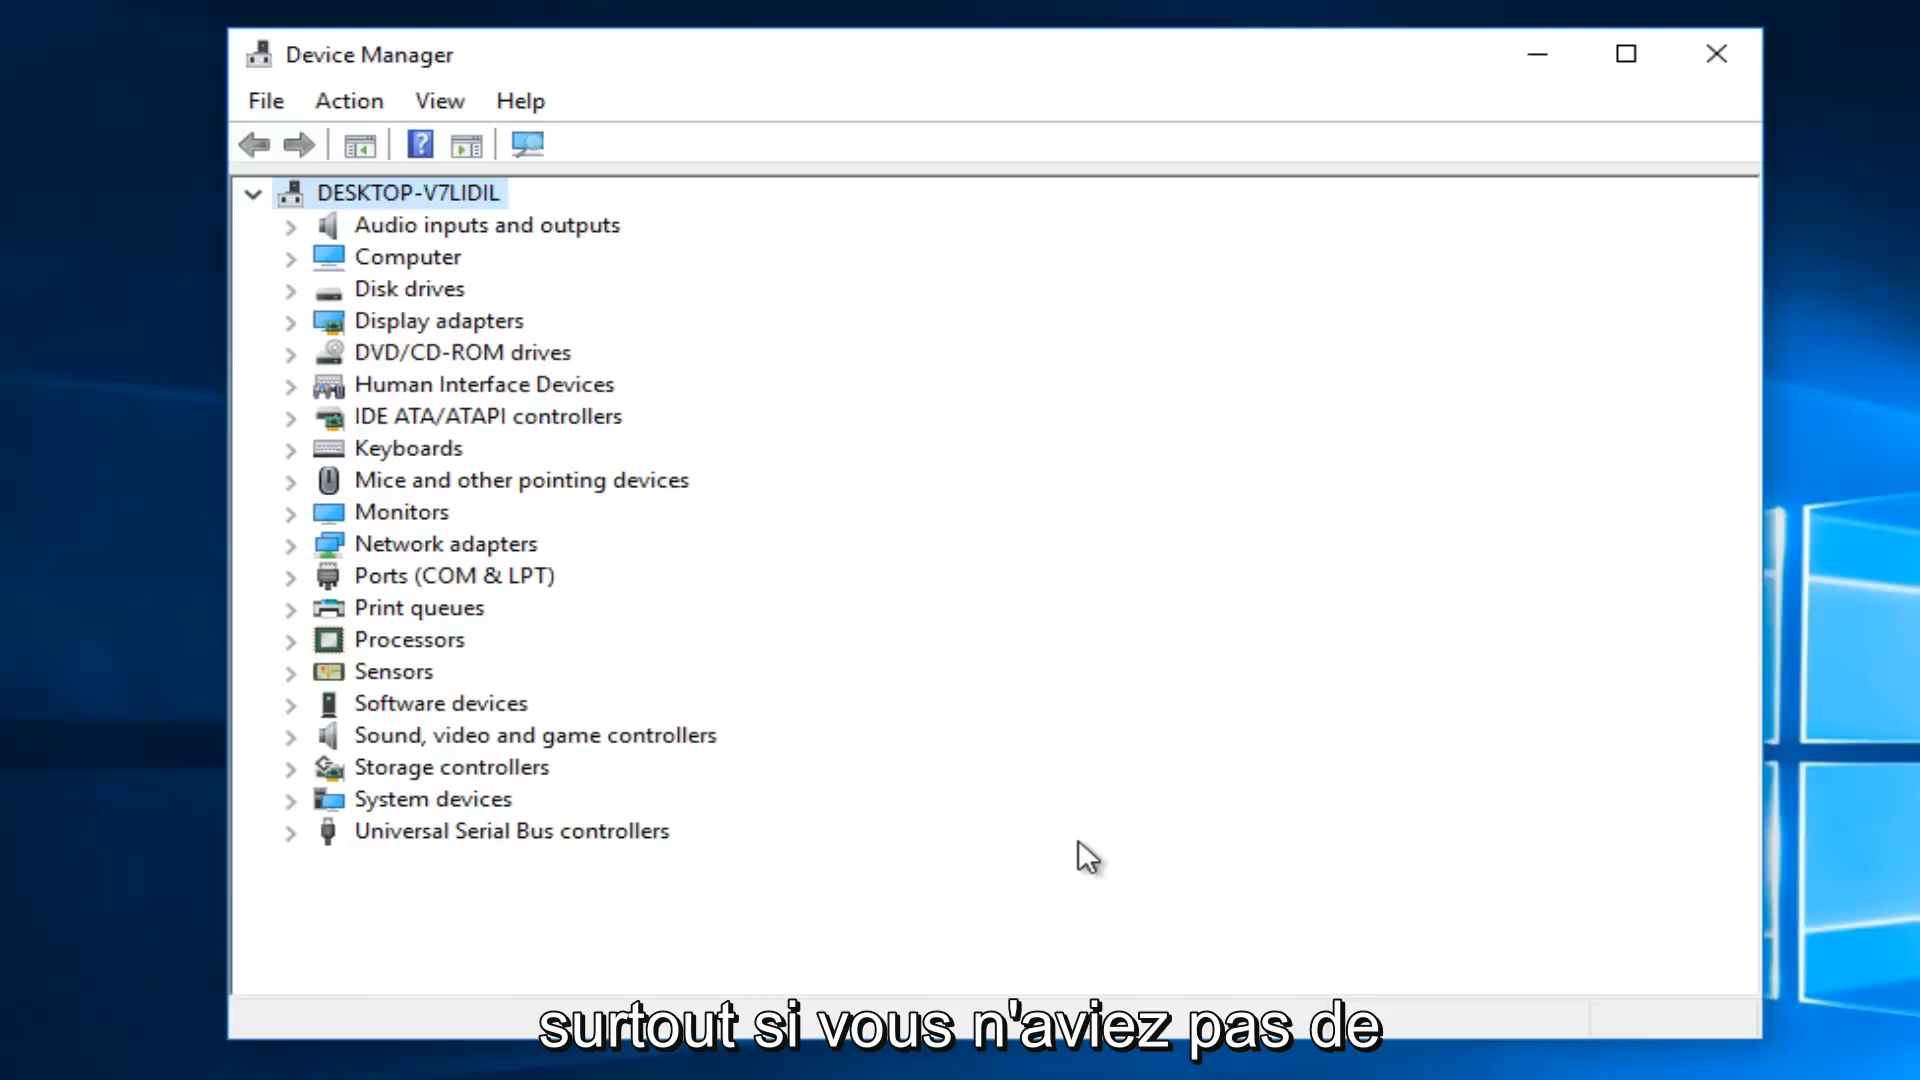 Device Manager
File Action View Help
DESKTOP-V7LIDIL
Audio inputs and outputs
Computer
Disk drives
Display adapters
DVD/CD-ROM drives
Human Interface Devices
IDE ATA/ATAPI controllers
Keyboards
Mice and other pointing devices
Monitors
Network adapters
Ports (COM & LPT)
Print queues
Processors
Sensors
Software devices
Sound, video and game controllers
Storage controllers
System devices
Universal Serial Bus controllers
surtout si vous n'aviez pas de